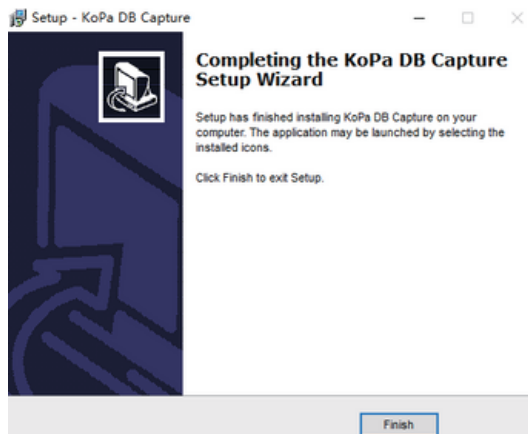 Setup - KoPa DB Capture
Completing the KoPa DB Capture
Setup Wizard
Setup has finished installing KoPa DB Capture on your
computer. The application may be launched by selecting the
installed icons.
Click Finish to exit Setup.
Finish